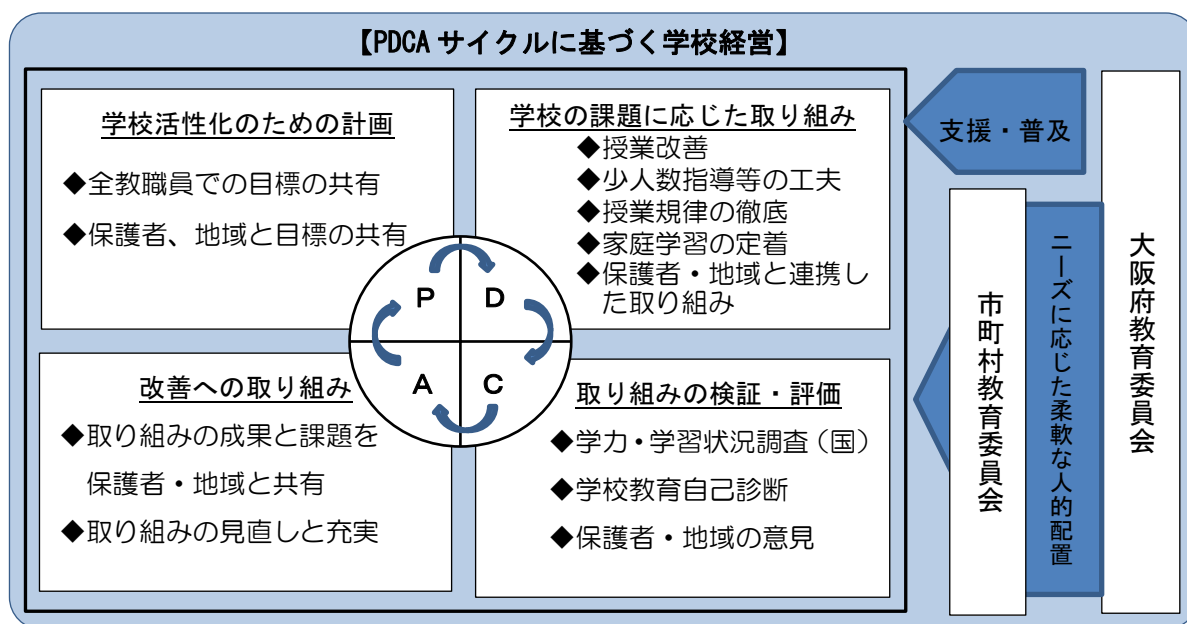 【PDCAサイクルに基づく学校経営】
学校活性化のための計画
◆全教職員での目標の共有
◆保護者、地域と目標の共有
学校の課題に応じた取り組み
◆授業改善
◆少人数指導等の工夫
◆授業規律の徹底
◆家庭学習の定着
◆保護者・地域と連携し
た取り組み
P
D
A
C
改善への取り組み
◆取り組みの成果と課題を
保護者・地域と共有
◆取り組みの見直しと充実
取り組みの検証・評価
◆学力・学習状況調査（国）
◆学校教育自己診断
◆保護者・地域の意見
支援・普及
市町村教育委員会
ニーズに応じた柔軟な人的配置
大阪府教育委員会